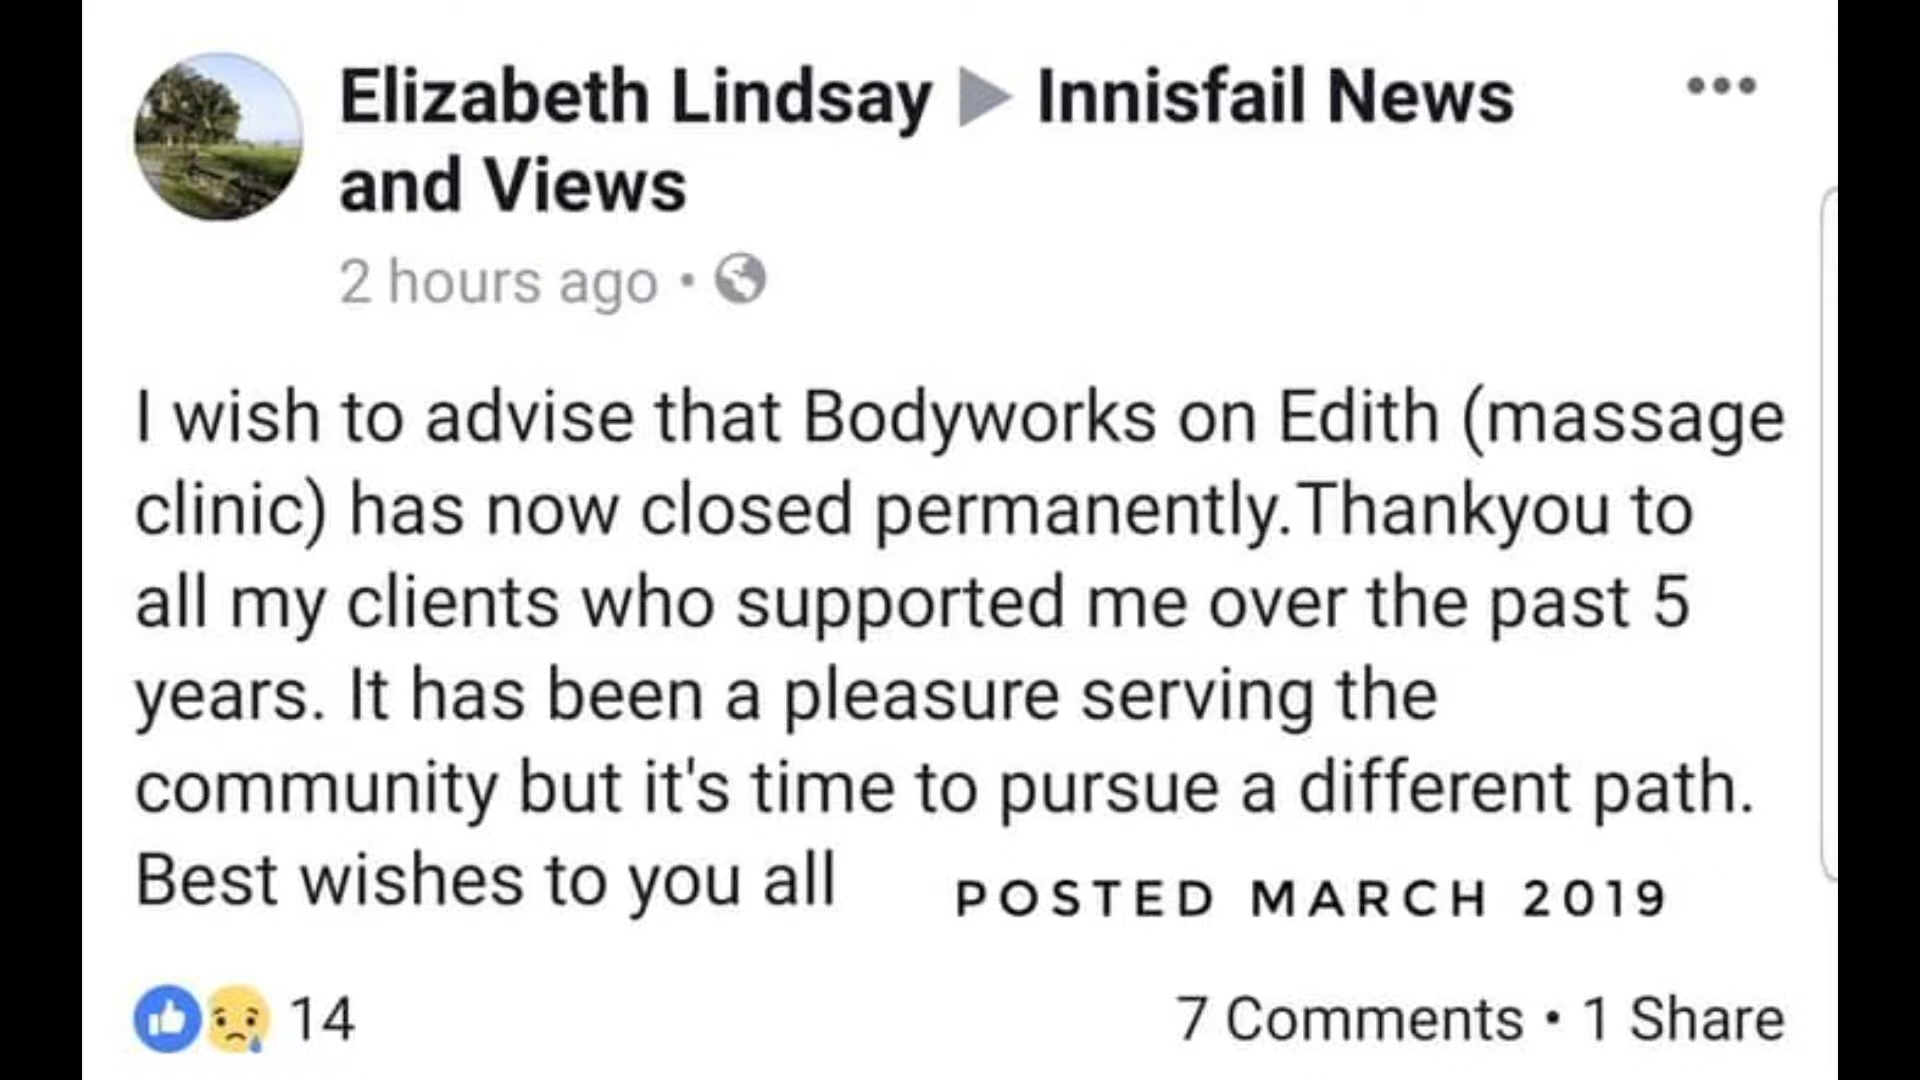 Elizabeth Lindsay ▶ Innisfail News
and Views
2 hours ago •
I wish to advise that Bodyworks on Edith (massage
clinic) has now closed permanently.Thankyou to
all my clients who supported me over the past 5
years. It has been a pleasure serving the
community but it's time to pursue a different path.
Best wishes to you all
POSTED MARCH 2019
14
7 Comments • 1 Share